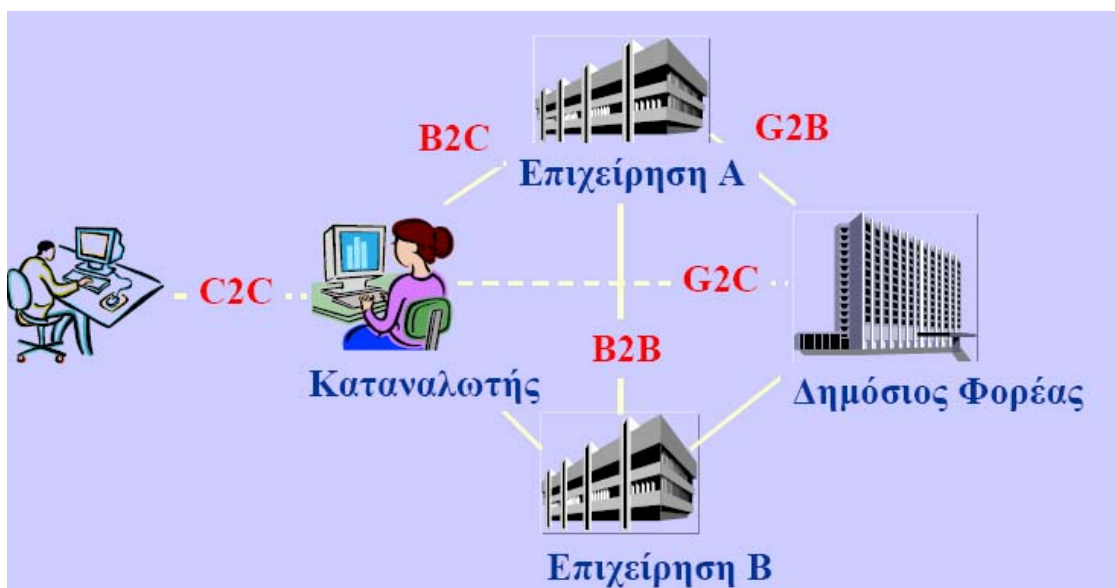 B2C
G2B
Επιχείρηση Α
C2C
G2C
B2B
Καταναλωτής
Δημόσιος Φορέας
Επιχείρηση Β